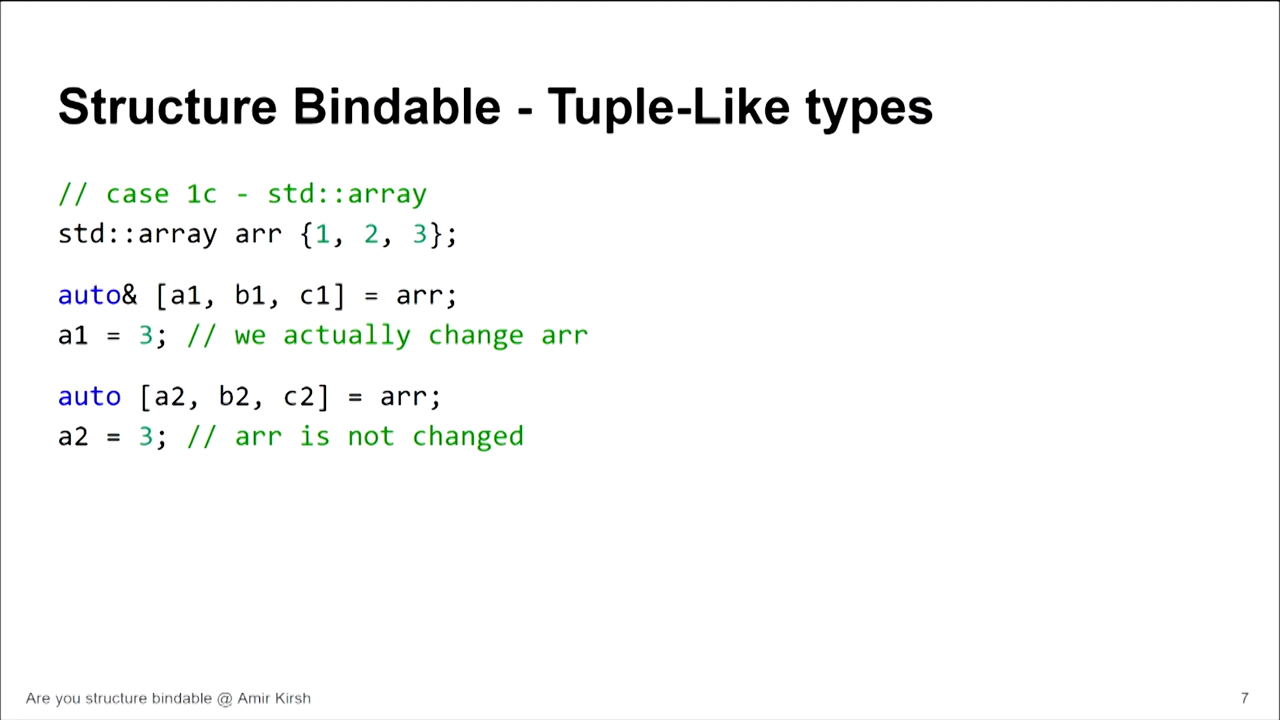 Structure Bindable - Tuple-Like types
// case 1c - std::array
std::array arr {1, 2, 3};
auto& [a1, b1, c1] = arr;
a1 = 3; // we actually change arr
auto [a2, b2, c2] = arr;
a2 = 3; // arr is not changed
Are you structure bindable @ Amir Kirsh
7